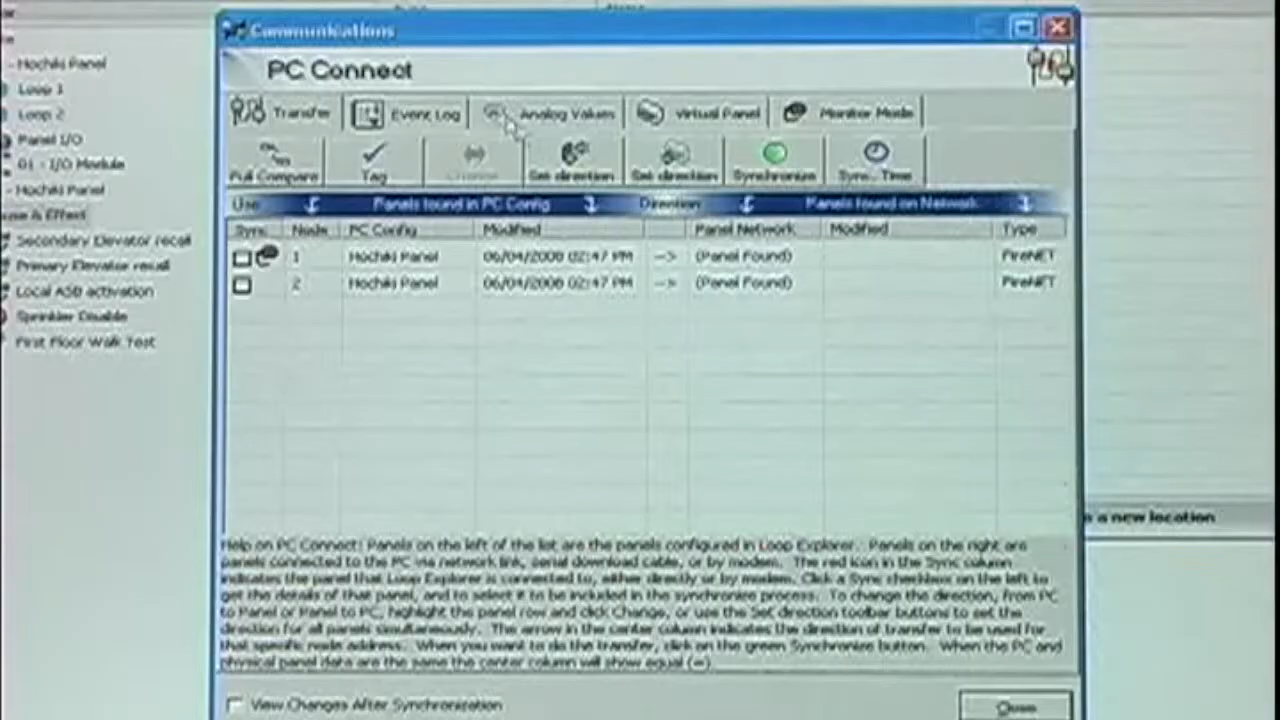 Communications
PC Connect
Transfer Event Log Analog Values Virtual Panel Monitor Mode
Full Compare Tag Change Set direction Set direction Synchronize Sync. Time
Use Panels found in PC Config Direction Panels found on Network
Sync Node PC Config Modified Panel Network Modified Type
1 Hochiki Panel 06/04/2008 02:47 PM --> (Panel Found) FireNET
2 Hochiki Panel 06/04/2008 02:47 PM --> (Panel Found) FireNET
- Hochiki Panel
Loop 1
Loop 2
Panel I/O
01 - I/O Module
- Hochiki Panel
use & Effect
Secondary Elevator recall
Primary Elevator recall
Local ASB activation
Sprinkler Disable
First Floor Walk Test
o a new location
Help on PC Connect: Panels on the left of the list are the panels configured in Loop Explorer. Panels on the right are
panels connected to the PC via network link, serial download cable, or by modem. The red icon in the Sync column
indicates the panel that Loop Explorer is connected to, either directly or by modem. Click a Sync checkbox on the left to
get the details of that panel, and to select it to be included in the synchronize process. To change the direction, from PC
to Panel or Panel to PC, highlight the panel row and click Change, or use the Set direction toolbar buttons to set the
direction for all panels simultaneously. The arrow in the center column indicates the direction of transfer to be used for
that specific node address. When you want to do the transfer, click on the green Synchronize button. When the PC and
physical panel data are the same the center column will show equal (=).
View Changes After Synchronization
Close